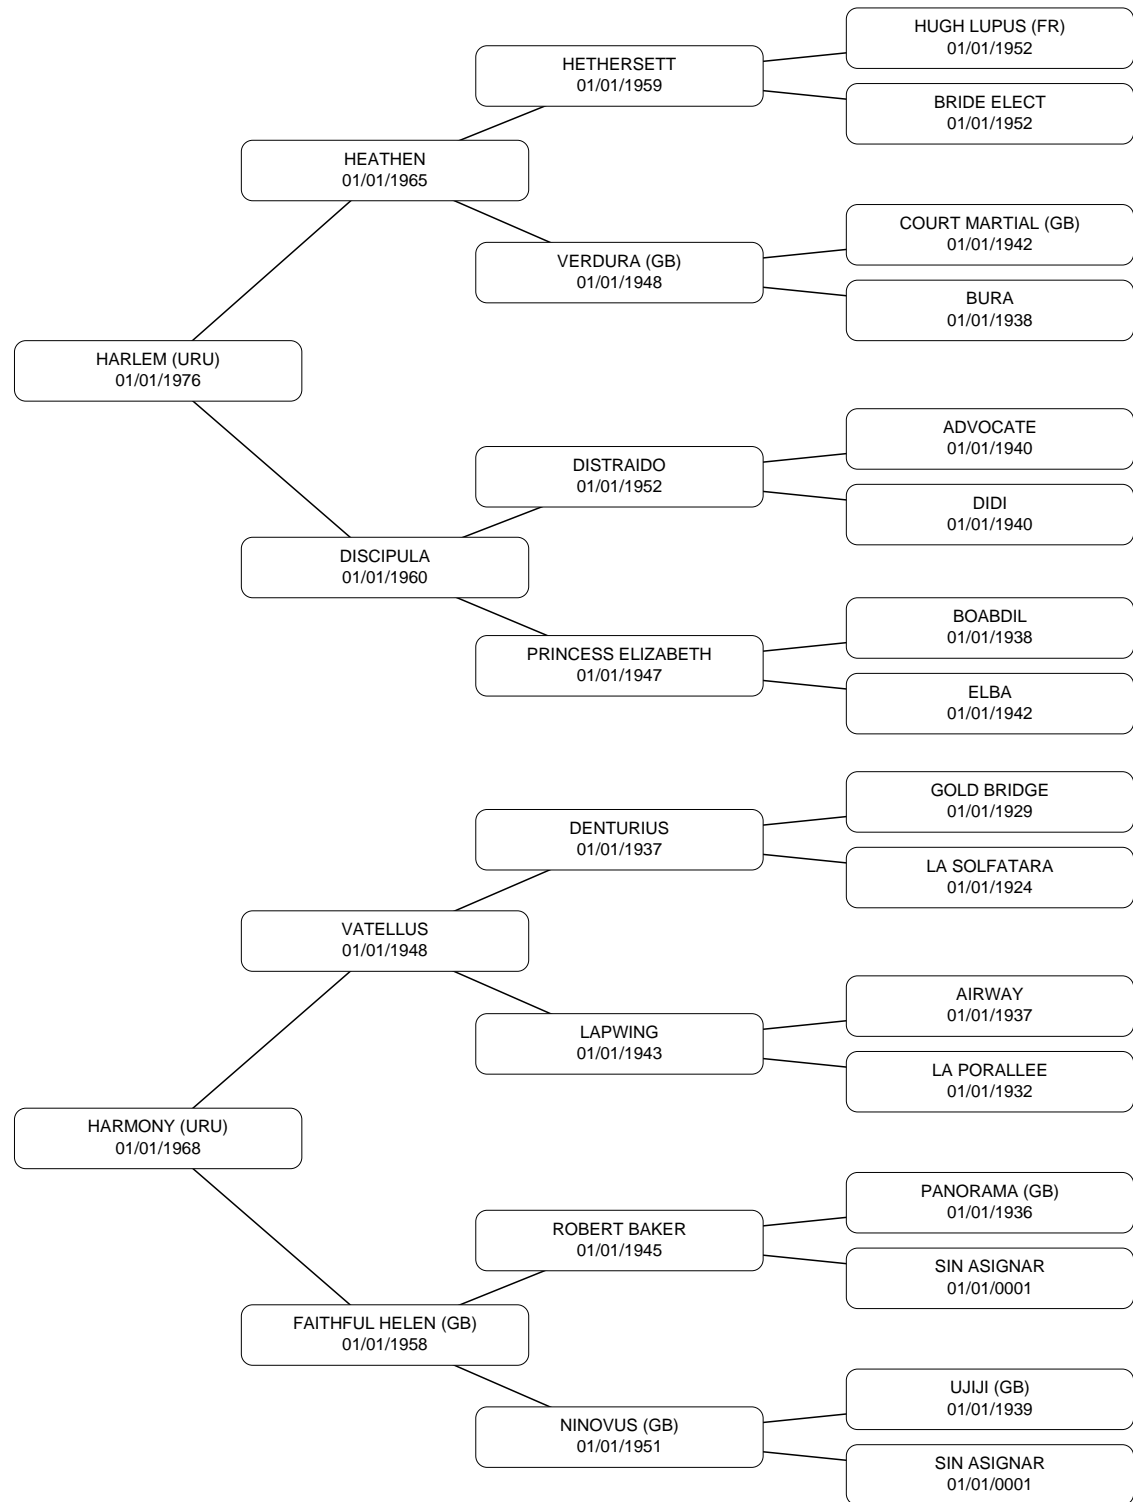 HUGH LUPUS (FR)
01/01/1952
HETHERSETT
01/01/1959
BRIDE ELECT
01/01/1952
HEATHEN
01/01/1965
COURT MARTIAL (GB)
01/01/1942
VERDURA (GB)
01/01/1948
BURA
01/01/1938
HARLEM (URU)
01/01/1976
ADVOCATE
01/01/1940
DISTRAIDO
01/01/1952
DIDI
01/01/1940
DISCIPULA
01/01/1960
BOABDIL
01/01/1938
PRINCESS ELIZABETH
01/01/1947
ELBA
01/01/1942
GOLD BRIDGE
01/01/1929
DENTURIUS
01/01/1937
LA SOLFATARA
01/01/1924
VATELLUS
01/01/1948
AIRWAY
01/01/1937
LAPWING
01/01/1943
LA PORALLEE
01/01/1932
HARMONY (URU)
01/01/1968
PANORAMA (GB)
01/01/1936
ROBERT BAKER
01/01/1945
SIN ASIGNAR
01/01/0001
FAITHFUL HELEN (GB)
01/01/1958
UJIJI (GB)
01/01/1939
NINOVUS (GB)
01/01/1951
SIN ASIGNAR
01/01/0001